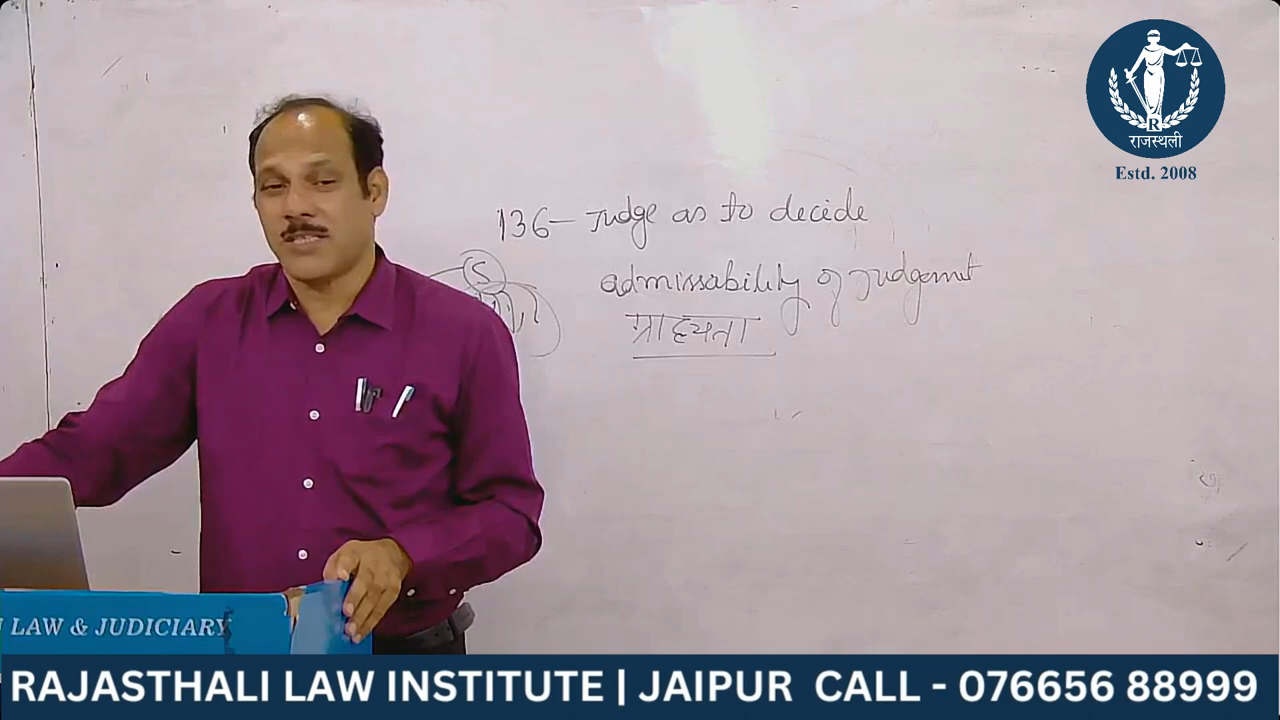 राजस्थली
Estd. 2008
136 - Judge as to decide
admissability of Judgemet
ग्राह्यता
LAW & JUDICIARY
RAJASTHALI LAW INSTITUTE | JAIPUR CALL - 076656 88999